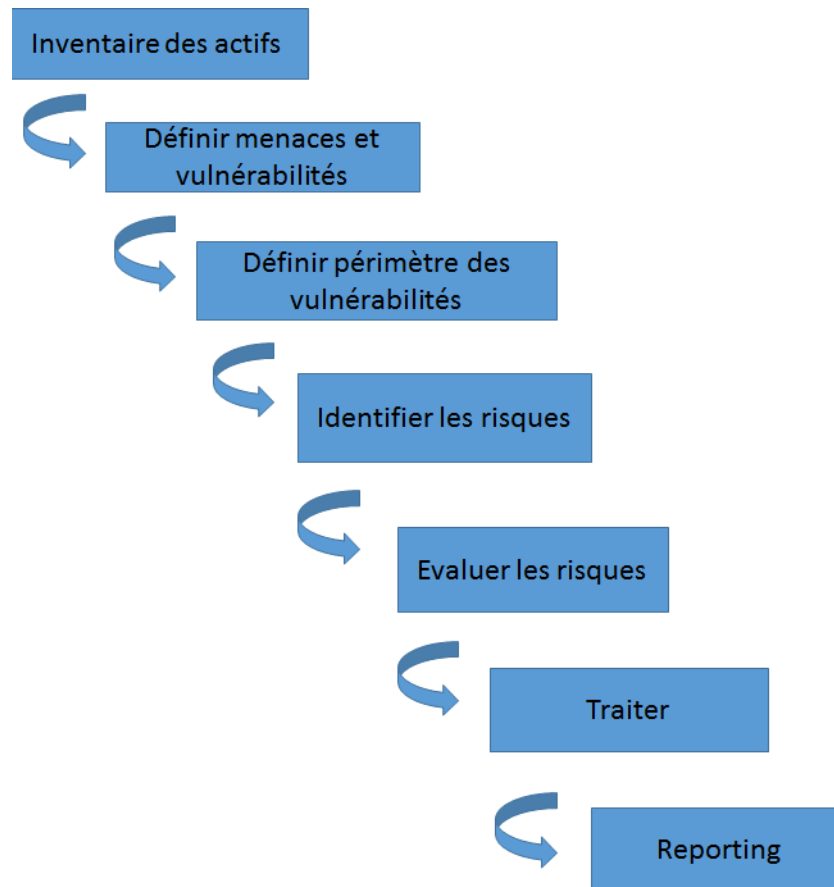 Inventaire des actifs
Définir menaces et
vulnérabilités
Définir périmètre des
vulnérabilités
Identifier les risques
Evaluer les risques
Traiter
Reporting